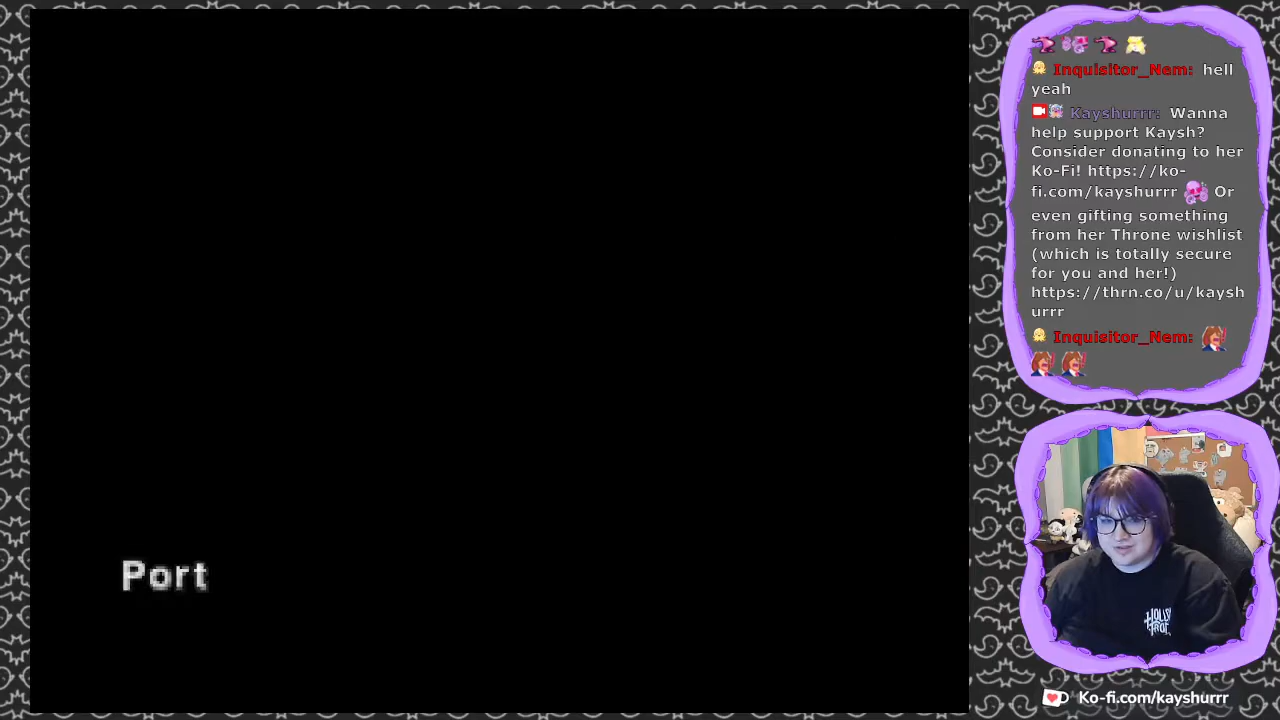 Port
Inquisitor_Nem: hell
yeah
Kayshurrr: Wanna
help support Kaysh?
Consider donating to her
Ko-Fi! https://ko-
fi.com/kayshurrr Or
even gifting something
from her Throne wishlist
(which is totally secure
for you and her!)
https://thrn.co/u/kaysh
urrr
Inquisitor_Nem:
Ko-fi.com/kayshurrr